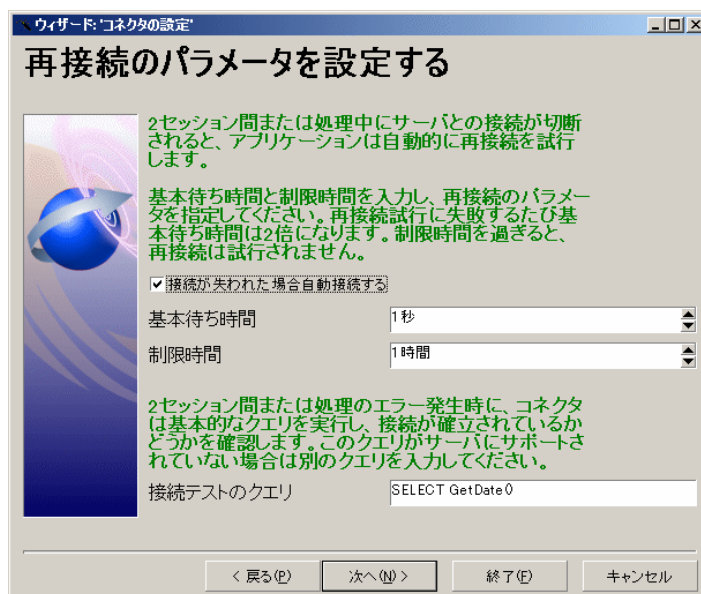 ウィザード: 'コネクタの設定'
再接続のパラメータを設定する
2セッション間または処理中にサーバとの接続が切断
されると、アプリケーションは自動的に再接続を試行
します。
基本待ち時間と制限時間を入力し、再接続のパラメー
タを指定してください。再接続試行に失敗するたび基
本待ち時間は2倍になります。制限時間を過ぎると、
再接続は試行されません。
接続が失われた場合自動接続する
基本待ち時間
1秒
制限時間
1時間
2セッション間または処理のエラー発生時に、コネクタ
は基本的なクエリを実行し、接続が確立されているか
どうかを確認します。このクエリがサーバにサポートさ
れていない場合は別のクエリを入力してください。
接続テストのクエリ
SELECT GetDate()
< 戻る(P)
次へ(N) >
終了(F)
キャンセル